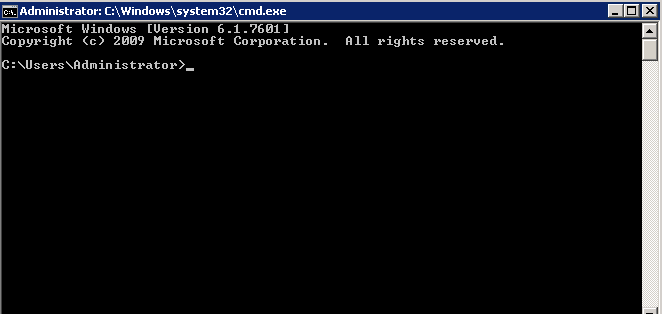 Administrator: C:\Windows\system32\cmd.exe
Microsoft Windows [Version 6.1.7601]
Copyright (c) 2009 Microsoft Corporation.  All rights reserved.
C:\Users\Administrator>_